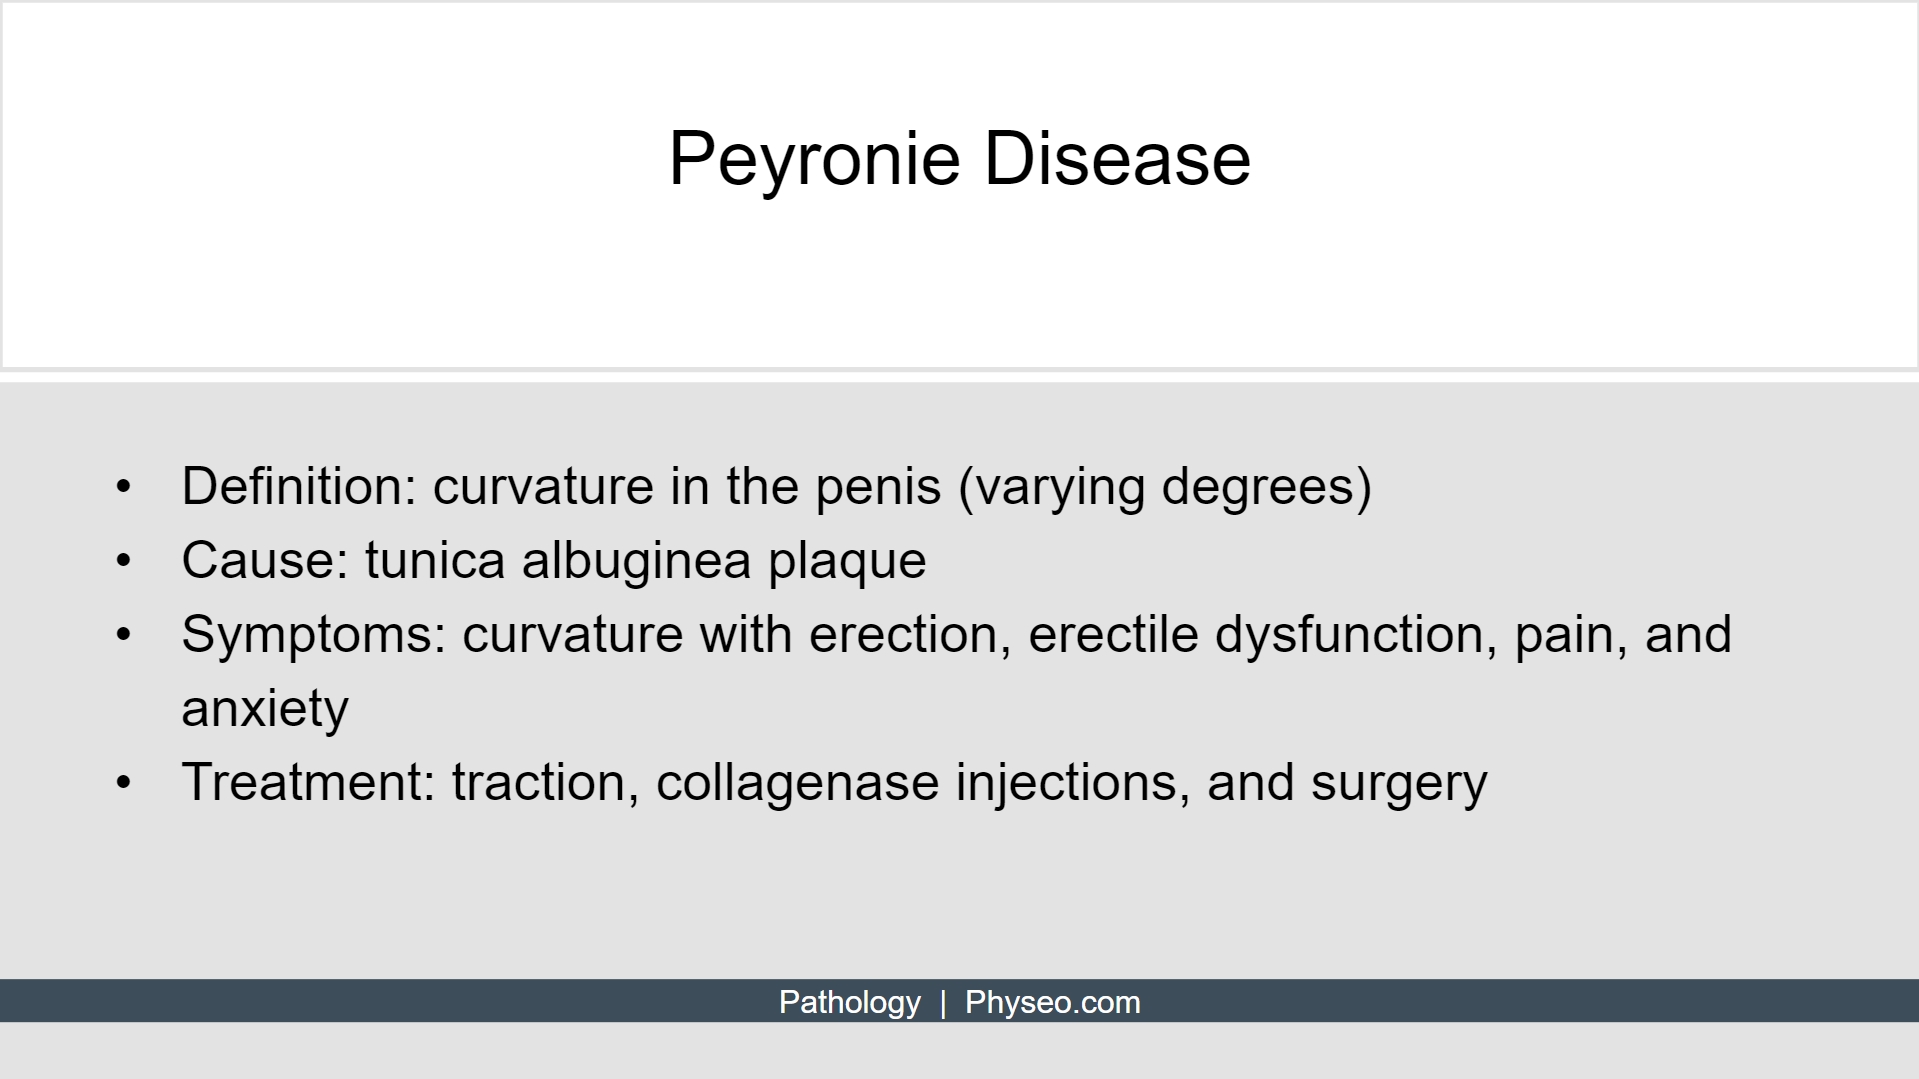 Peyronie Disease
• Definition: curvature in the penis (varying degrees)
• Cause: tunica albuginea plaque
• Symptoms: curvature with erection, erectile dysfunction, pain, and
anxiety
• Treatment: traction, collagenase injections, and surgery
Pathology | Physeo.com